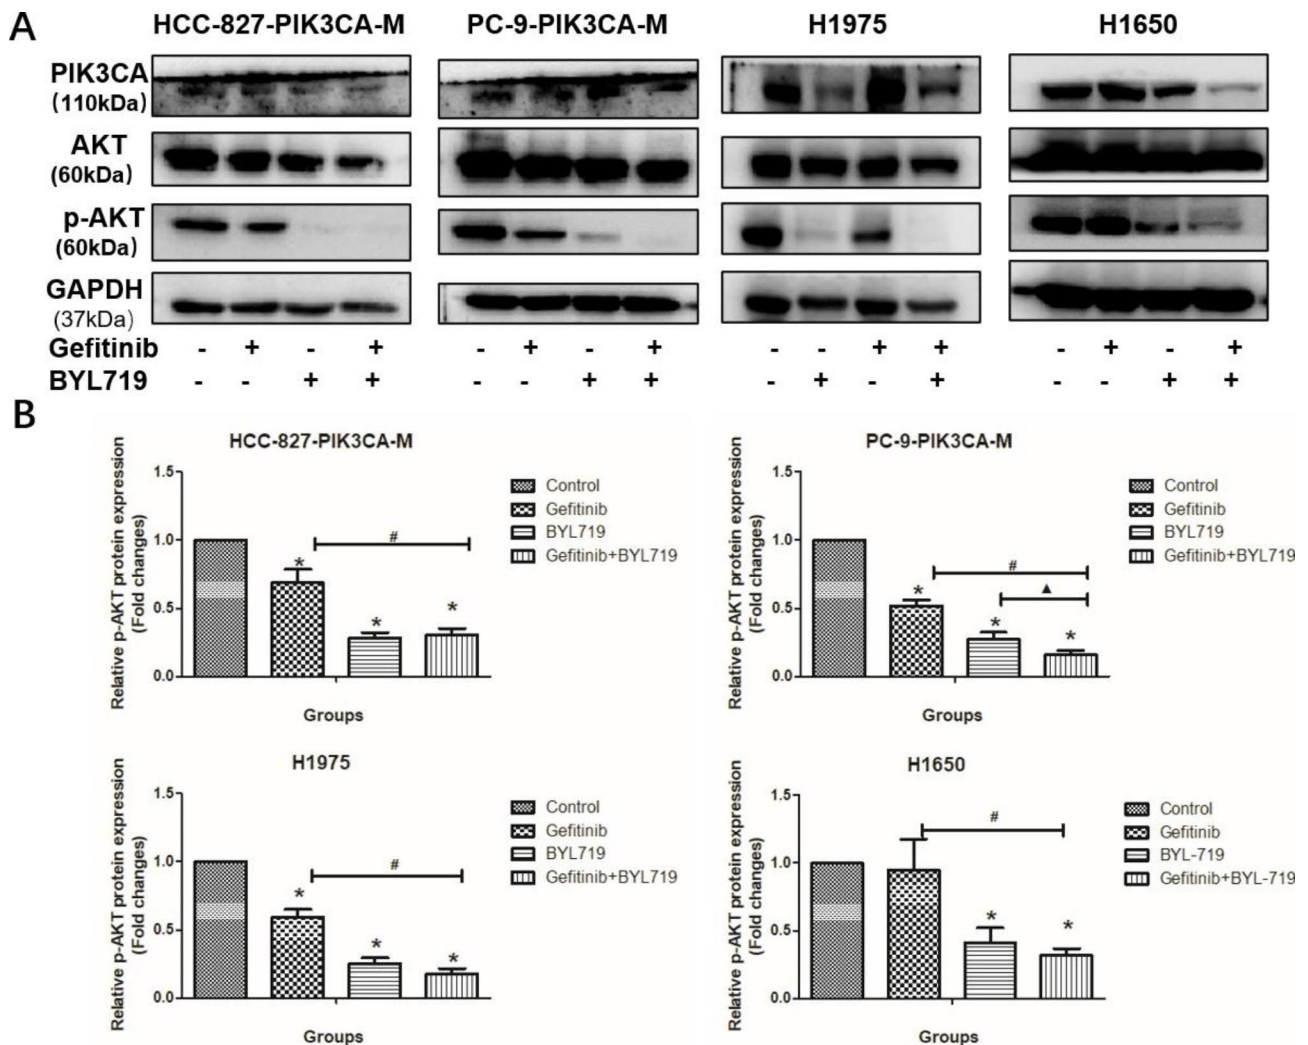 A
HCC-827-PIK3CA-M PC-9-PIK3CA-M H1975 H1650
PIK3CA
(110kDa)
AKT
(60kDa)
p-AKT
(60kDa)
GAPDH
(37kDa)
Gefitinib - + - + - + - + - - + + - + - +
BYL719 - - + + - - + + - + - + - - + +
B
HCC-827-PIK3CA-M
Relative p-AKT protein expression
(Fold changes)
1.5
1.0
0.5
0.0
* * * #
Groups
Control
Gefitinib
BYL719
Gefitinib+BYL719
PC-9-PIK3CA-M
Relative p-AKT protein expression
(Fold changes)
1.5
1.0
0.5
0.0
* * * # ▲
Groups
Control
Gefitinib
BYL719
Gefitinib+BYL719
H1975
Relative p-AKT protein expression
(Fold changes)
1.5
1.0
0.5
0.0
* * * #
Groups
Control
Gefitinib
BYL719
Gefitinib+BYL719
H1650
Relative p-AKT protein expression
(Fold changes)
1.5
1.0
0.5
0.0
* * #
Groups
Control
Gefitinib
BYL-719
Gefitinib+BYL-719